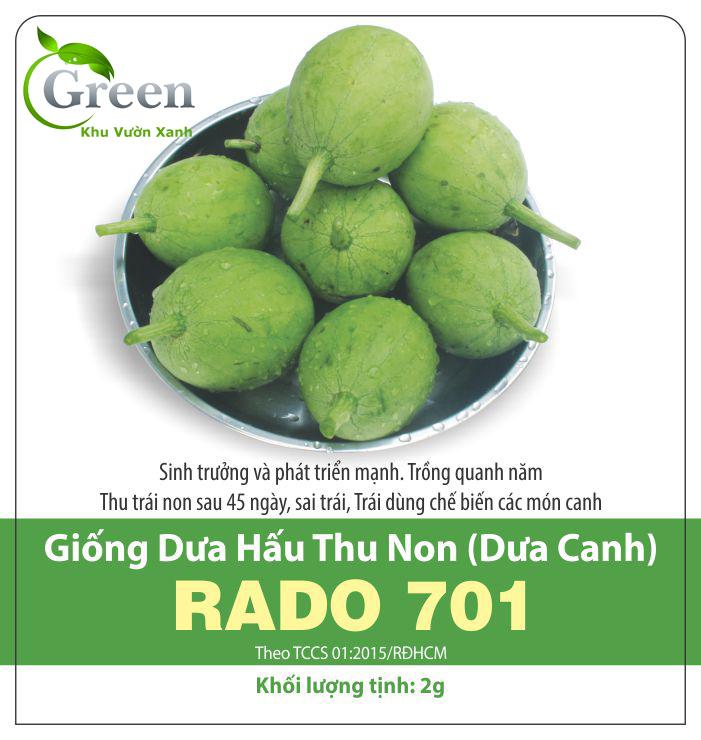 Green
Khu Vườn Xanh
Sinh trưởng và phát triển mạnh. Trồng quanh năm
Thu trái non sau 45 ngày, sai trái, Trái dùng chế biến các món canh
Giống Dưa Hấu Thu Non (Dưa Canh)
RADO 701
Theo TCCS 01:2015/RĐHCM
Khối lượng tịnh: 2g